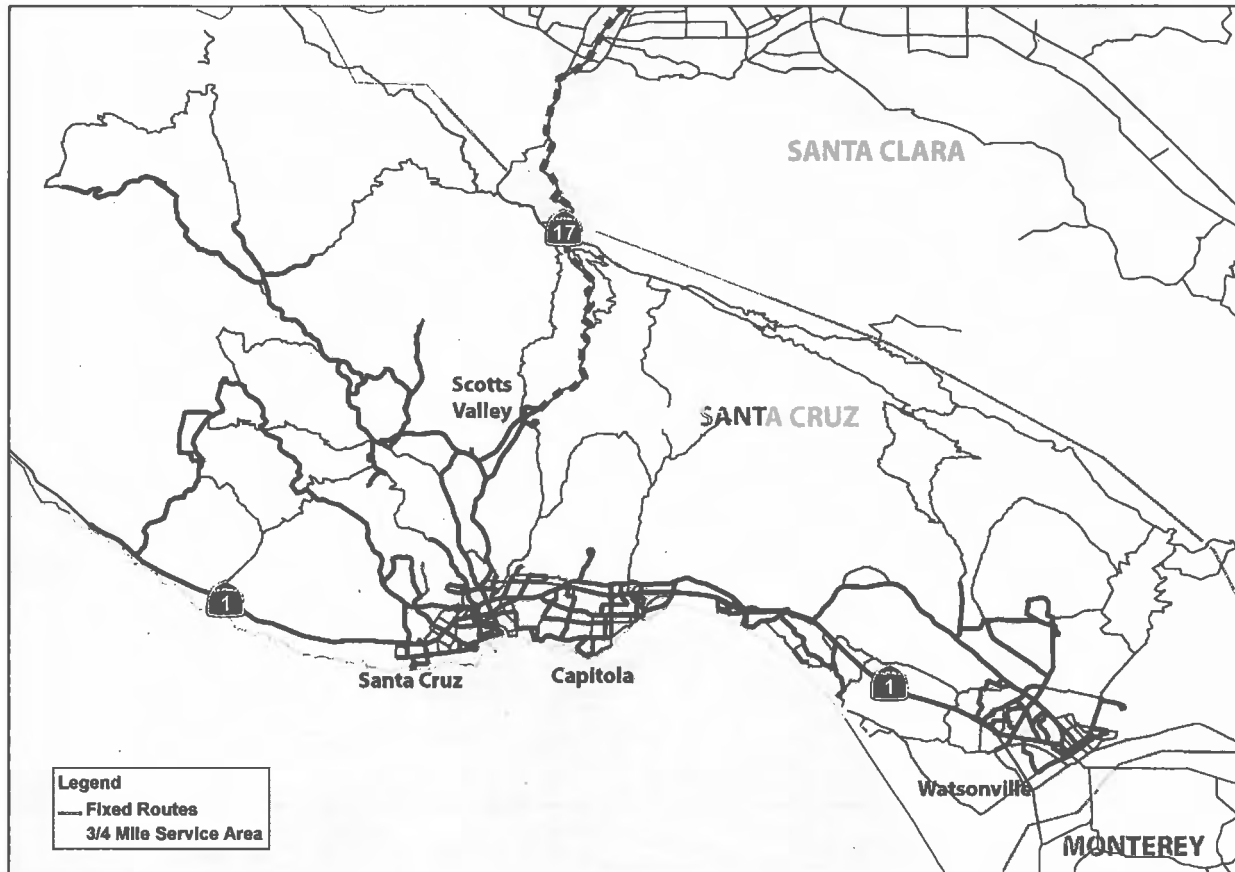 SANTA CLARA
17
Scotts
Valley
SANTA CRUZ
1
Santa Cruz
Capitola
1
Watsonville
MONTEREY
Legend
Fixed Routes
3/4 Mile Service Area